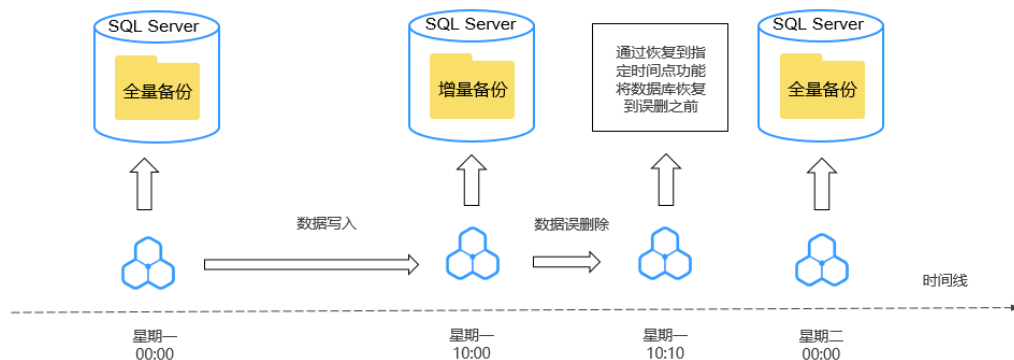 SQL Server
全量备份
SQL Server
增量备份
通过恢复到指
定时间点功能
将数据库恢复
到误删之前
SQL Server
全量备份
数据写入
数据误删除
时间线
星期一
00:00
星期一
10:00
星期一
10:10
星期二
00:00